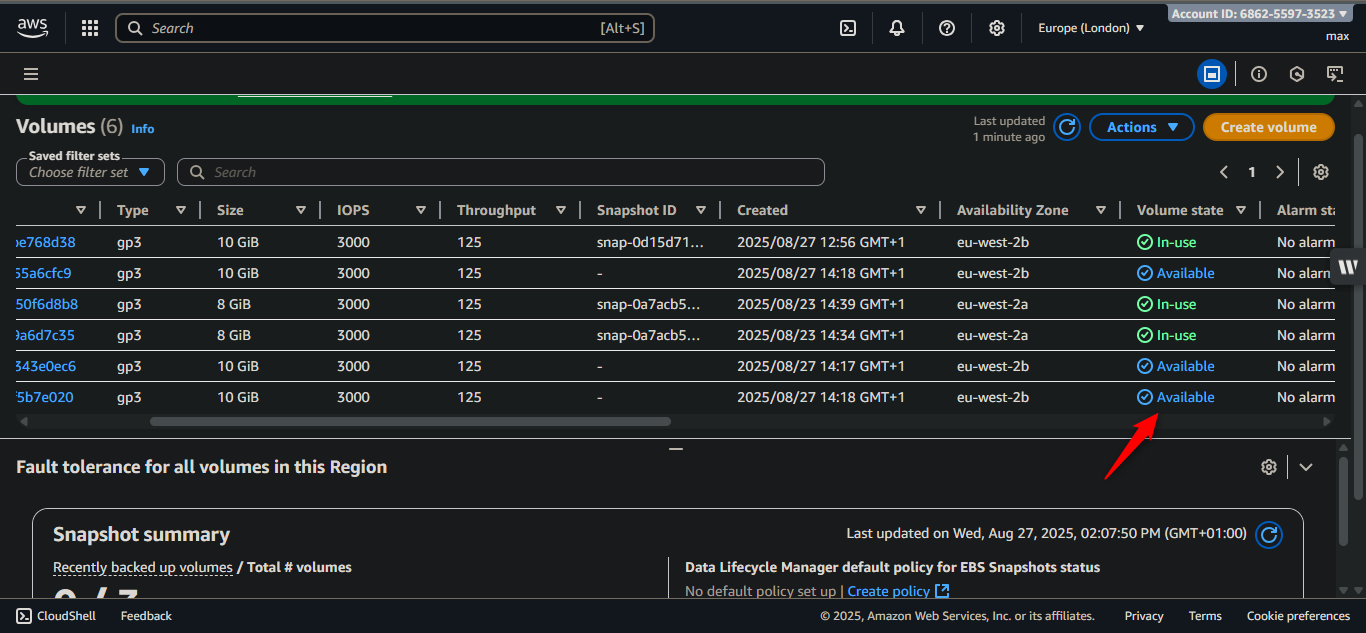 aws Search [Alt+S] Europe (London) Account ID: 6862-5597-3523
max
Volumes (6) Info Last updated 1 minute ago Actions Create volume
Saved filter sets
Choose filter set Search 1
Type Size IOPS Throughput Snapshot ID Created Availability Zone Volume state Alarm sta
be768d38 gp3 10 GiB 3000 125 snap-0d15d71... 2025/08/27 12:56 GMT+1 eu-west-2b In-use No alarm
55a6cfc9 gp3 10 GiB 3000 125 - 2025/08/27 14:18 GMT+1 eu-west-2b Available No alarm
50f6d8b8 gp3 8 GiB 3000 125 snap-0a7acb5... 2025/08/23 14:39 GMT+1 eu-west-2a In-use No alarm
9a6d7c35 gp3 8 GiB 3000 125 snap-0a7acb5... 2025/08/23 14:34 GMT+1 eu-west-2a In-use No alarm
343e0ec6 gp3 10 GiB 3000 125 - 2025/08/27 14:17 GMT+1 eu-west-2b Available No alarm
f5b7e020 gp3 10 GiB 3000 125 - 2025/08/27 14:18 GMT+1 eu-west-2b Available No alarm
Fault tolerance for all volumes in this Region
Snapshot summary Last updated on Wed, Aug 27, 2025, 02:07:50 PM (GMT+01:00)
Recently backed up volumes / Total # volumes Data Lifecycle Manager default policy for EBS Snapshots status
0 / 3 No default policy set up | Create policy
CloudShell Feedback © 2025, Amazon Web Services, Inc. or its affiliates. Privacy Terms Cookie preferences